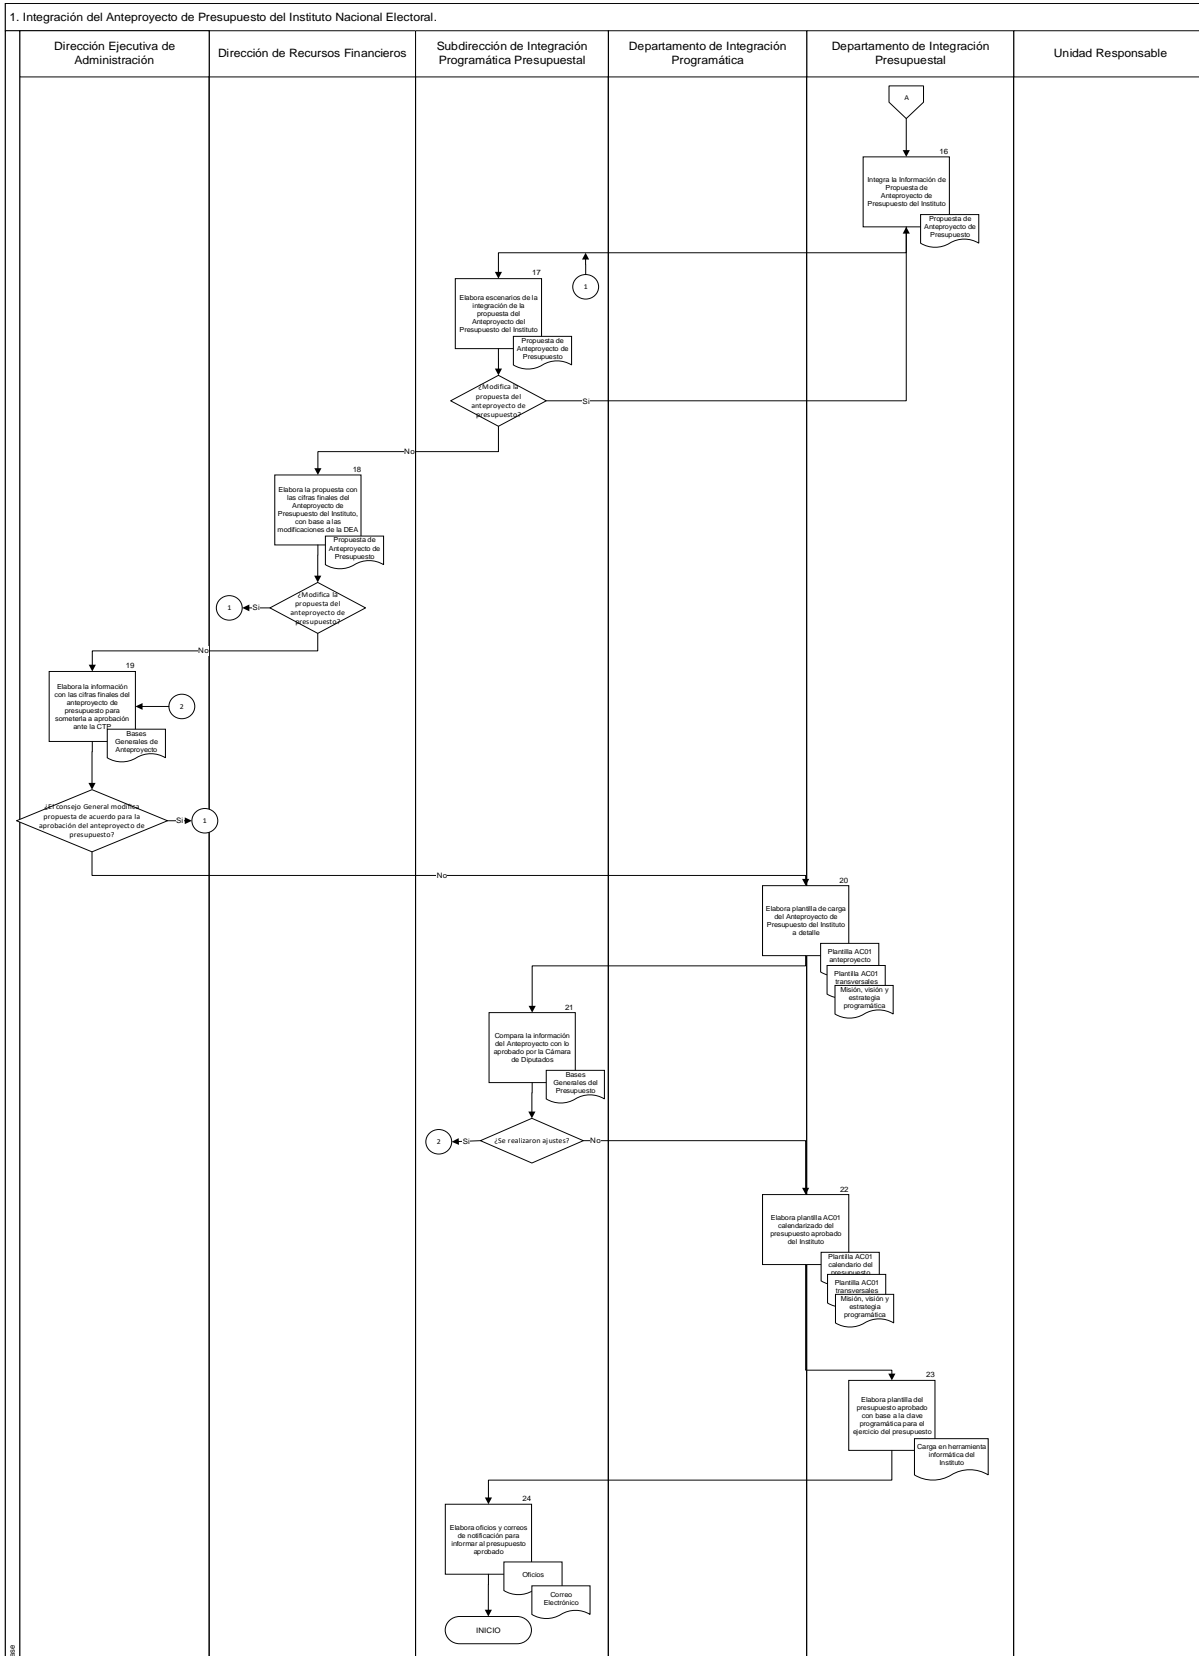 1. Integración del Anteproyecto de Presupuesto del Instituto Nacional Electoral.
Dirección Ejecutiva de
Administración
Dirección de Recursos Financieros
Subdirección de Integración
Programática Presupuestal
Departamento de Integración
Programática
Departamento de Integración
Presupuestal
Unidad Responsable
A
16
Integra la Información de
Propuesta de
Anteproyecto de
Presupuesto del Instituto
Propuesta de
Anteproyecto de
Presupuesto
1
17
Elabora escenarios de la
integración de la
propuesta del
Anteproyecto del
Presupuesto del Instituto
Propuesta de
Anteproyecto de
Presupuesto
¿Modifica la
propuesta del
anteproyecto de
presupuesto?
Si
No
18
Elabora la propuesta con
las cifras finales del
Anteproyecto de
Presupuesto del Instituto,
con base a las
modificaciones de la DEA
Propuesta de
Anteproyecto de
Presupuesto
¿Modifica la
propuesta del
anteproyecto de
presupuesto?
Si
1
No
19
Elabora la información
con las cifras finales del
anteproyecto de
presupuesto para
someterla a aprobación
ante la CTP
2
Bases
Generales de
Anteproyecto
¿El consejo General modifica
propuesta de acuerdo para la
aprobación del anteproyecto de
presupuesto?
Si
1
No
20
Elabora plantilla de carga
del Anteproyecto de
Presupuesto del Instituto
a detalle
Plantilla AC01
anteproyecto
Plantilla AC01
transversales
Misión, visión y
estrategia
programática
21
Compara la información
del Anteproyecto con lo
aprobado por la Cámara
de Diputados
Bases
Generales del
Presupuesto
¿Se realizaron ajustes?
Si
2
No
22
Elabora plantilla AC01
calendarizado del
presupuesto aprobado
del Instituto
Plantilla AC01
calendario del
presupuesto
Plantilla AC01
transversales
Misión, visión y
estrategia
programática
23
Elabora plantilla del
presupuesto aprobado
con base a la clave
programática para el
ejercicio del presupuesto
Carga en herramienta
informática del
Instituto
24
Elabora oficios y correos
de notificación para
informar al presupuesto
aprobado
Oficios
Correo
Electrónico
INICIO